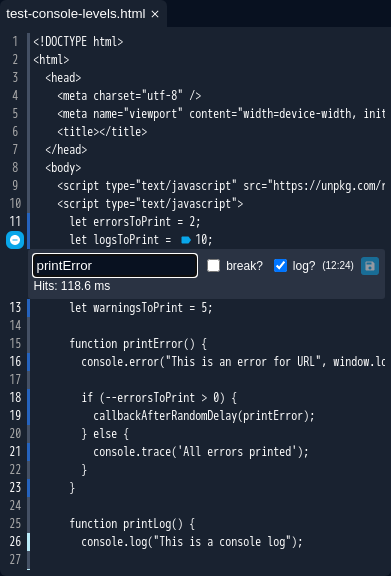 test-console-levels.html ×
1 <!DOCTYPE html>
2 <html>
3 <head>
4 <meta charset="utf-8" />
5 <meta name="viewport" content="width=device-width, init
6 <title></title>
7 </head>
8 <body>
9 <script type="text/javascript" src="https://unpkg.com/r
10 <script type="text/javascript">
11 let errorsToPrint = 2;
let logsToPrint = 10;
printError break? log? (12:24)
Hits: 118.6 ms
13 let warningsToPrint = 5;
14
15 function printError() {
16 console.error("This is an error for URL", window.lo
17
18 if (--errorsToPrint > 0) {
19 callbackAfterRandomDelay(printError);
20 } else {
21 console.trace('All errors printed');
22 }
23 }
24
25 function printLog() {
26 console.log("This is a console log");
27